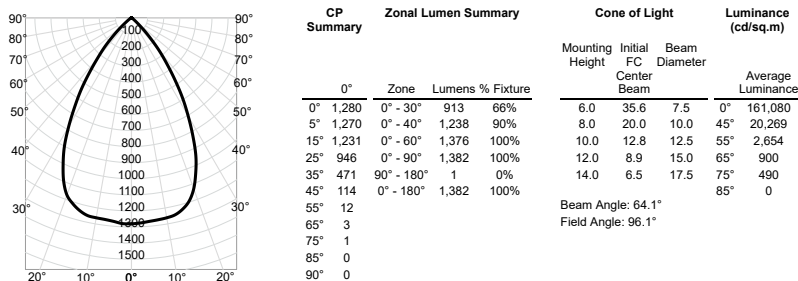 90° 90°
80° 100 80°
70° 200 70°
300
60° 400 60°
500
50° 600 50°
700
800
40° 900 40°
1000
1100
30° 1200 30°
1300
1400
1500
20° 10° 0° 10° 20°
CP Summary
0°
0° 1,280
5° 1,270
15° 1,231
25° 946
35° 471
45° 114
55° 12
65° 3
75° 1
85° 0
90° 0
Zonal Lumen Summary
Zone Lumens % Fixture
0° - 30° 913 66%
0° - 40° 1,238 90%
0° - 60° 1,376 100%
0° - 90° 1,382 100%
90° - 180° 1 0%
0° - 180° 1,382 100%
Cone of Light
Mounting Initial Beam
Height FC Diameter
Center
Beam
6.0 35.6 7.5
8.0 20.0 10.0
10.0 12.8 12.5
12.0 8.9 15.0
14.0 6.5 17.5
Beam Angle: 64.1°
Field Angle: 96.1°
Luminance
(cd/sq.m)
Average
Luminance
0° 161,080
45° 20,269
55° 2,654
65° 900
75° 490
85° 0